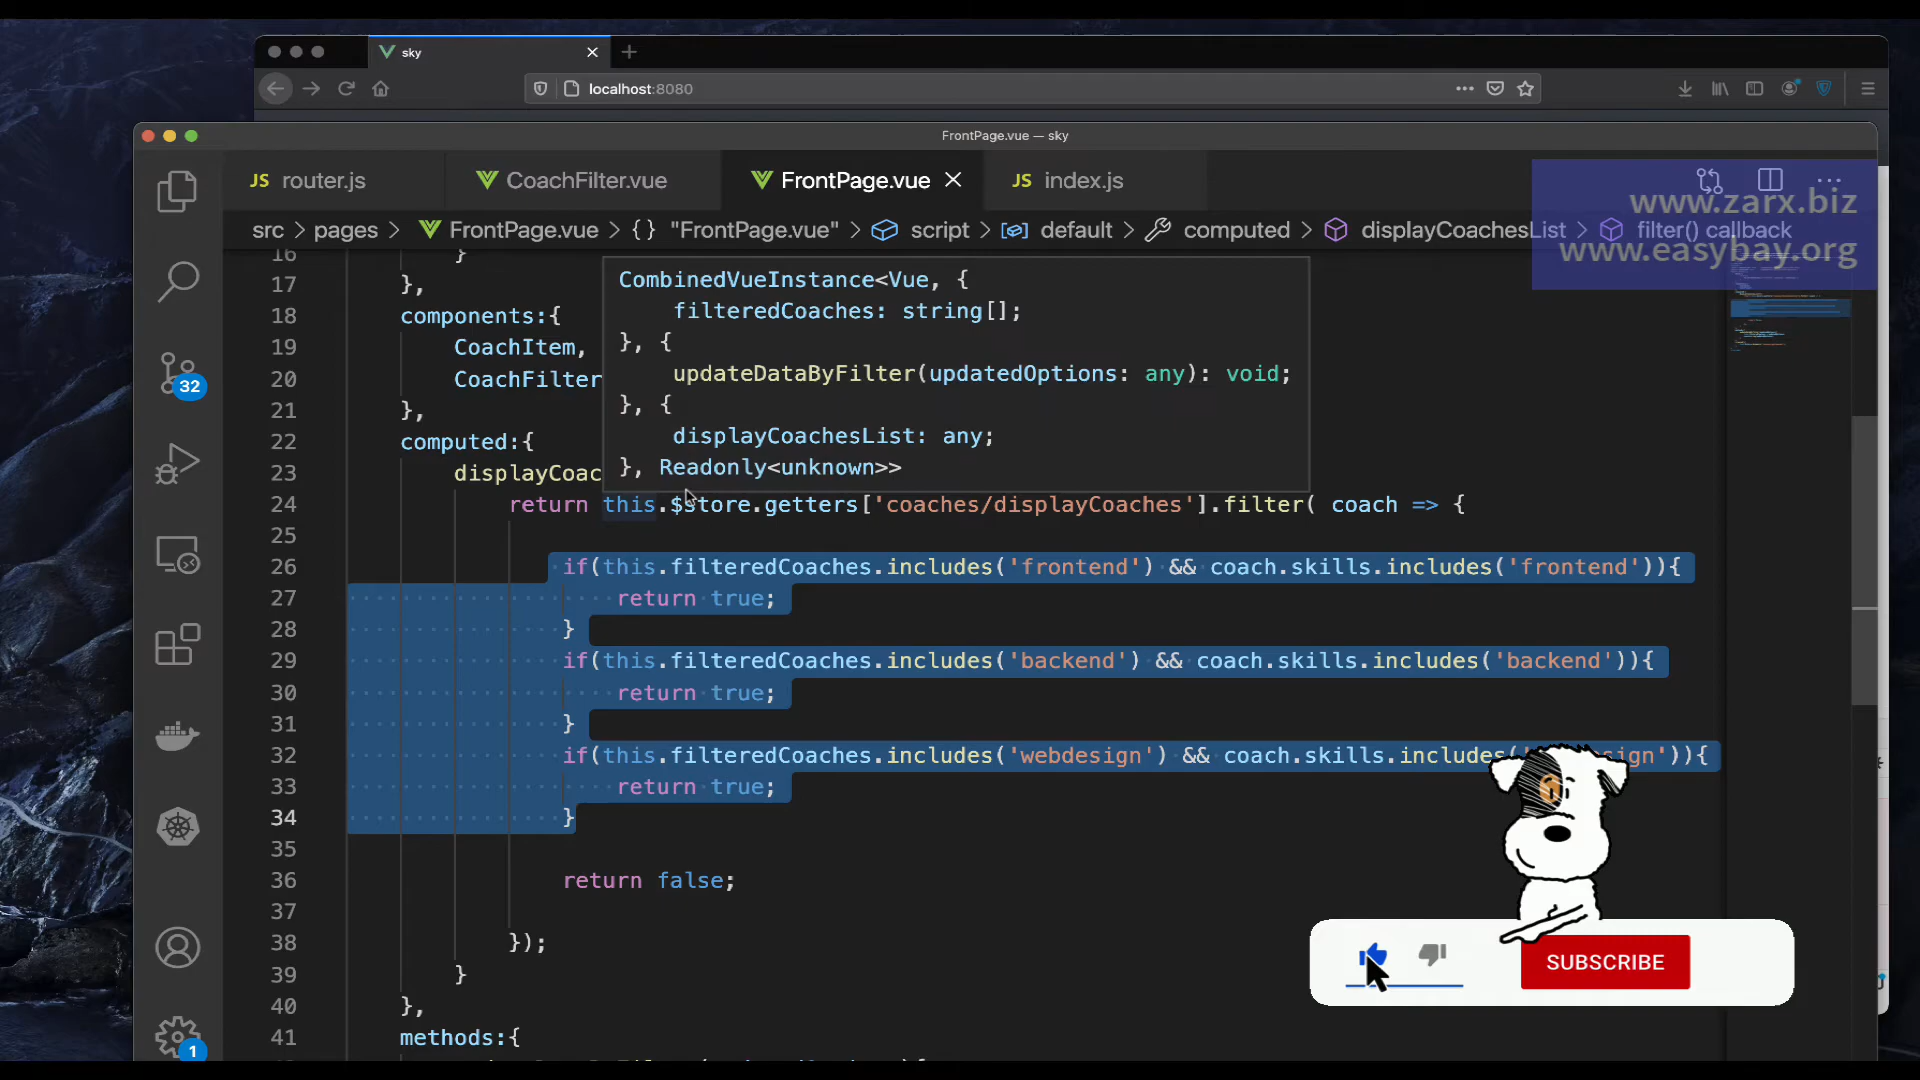 sky
localhost:8080
FrontPage.vue — sky
JS router.js
CoachFilter.vue
FrontPage.vue
JS index.js
www.zarx.biz
www.easybay.org
src > pages > FrontPage.vue > {} "FrontPage.vue" > script > default > computed > displayCoachesList > filter() callback
16 }
17 },
18 components:{
19 CoachItem,
20 CoachFilter
21 },
22 computed:{
23 displayCoac
CombinedVueInstance<Vue, {
filteredCoaches: string[];
}, {
updateDataByFilter(updatedOptions: any): void;
}, {
displayCoachesList: any;
}, Readonly<unknown>>
24 return this.$store.getters['coaches/displayCoaches'].filter( coach => {
25
26 if(this.filteredCoaches.includes('frontend') && coach.skills.includes('frontend')){
27 return true;
28 }
29 if(this.filteredCoaches.includes('backend') && coach.skills.includes('backend')){
30 return true;
31 }
32 if(this.filteredCoaches.includes('webdesign') && coach.skills.includes(' ign')){
33 return true;
34 }
35
36 return false;
37
38 });
39 }
40 },
41 methods:{
32
1
SUBSCRIBE